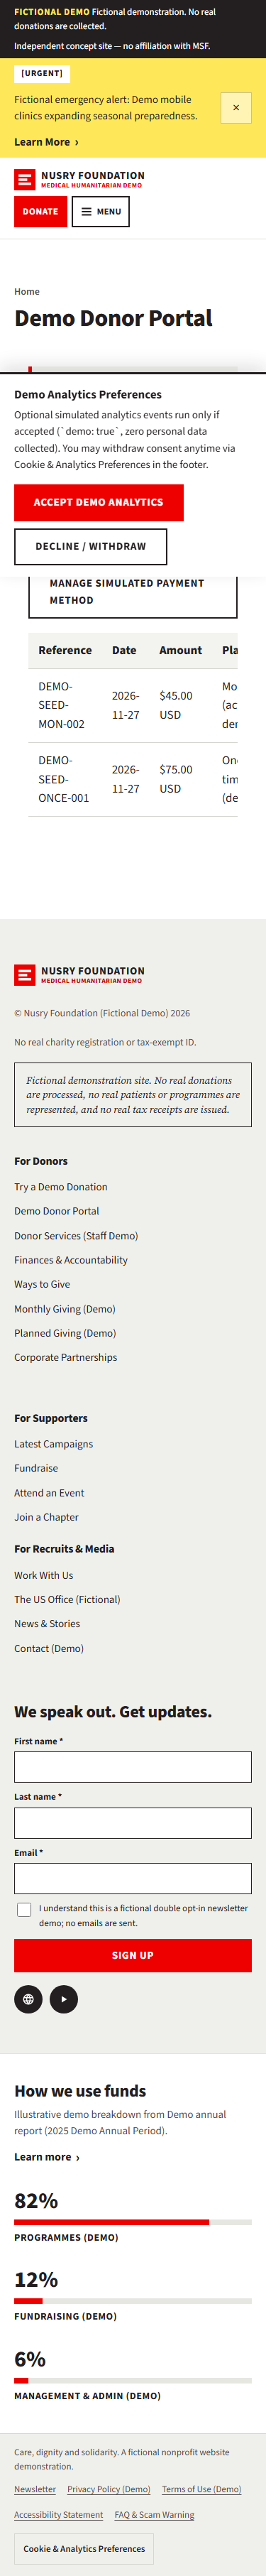 FICTIONAL DEMO Fictional demonstration. No real
donations are collected.
Independent concept site — no affiliation with MSF.
[URGENT]
Fictional emergency alert: Demo mobile
clinics expanding seasonal preparedness.
×
Learn More ›
NUSRY FOUNDATION
MEDICAL HUMANITARIAN DEMO
DONATE
MENU
Home
Demo Donor Portal
Demo Analytics Preferences
Optional simulated analytics events run only if
accepted (`demo: true`, zero personal data
collected). You may withdraw consent anytime via
Cookie & Analytics Preferences in the footer.
ACCEPT DEMO ANALYTICS
DECLINE / WITHDRAW
MANAGE SIMULATED PAYMENT
METHOD
Reference Date Amount Pla
DEMO-
SEED-
MON-002
2026-
11-27
$45.00
USD
Mo
(ac
der
DEMO-
SEED-
ONCE-001
2026-
11-27
$75.00
USD
On
tim
(de
NUSRY FOUNDATION
MEDICAL HUMANITARIAN DEMO
© Nusry Foundation (Fictional Demo) 2026
No real charity registration or tax-exempt ID.
Fictional demonstration site. No real donations
are processed, no real patients or programmes are
represented, and no real tax receipts are issued.
For Donors
Try a Demo Donation
Demo Donor Portal
Donor Services (Staff Demo)
Finances & Accountability
Ways to Give
Monthly Giving (Demo)
Planned Giving (Demo)
Corporate Partnerships
For Supporters
Latest Campaigns
Fundraise
Attend an Event
Join a Chapter
For Recruits & Media
Work With Us
The US Office (Fictional)
News & Stories
Contact (Demo)
We speak out. Get updates.
First name *
Last name *
Email *
I understand this is a fictional double opt-in newsletter
demo; no emails are sent.
SIGN UP
How we use funds
Illustrative demo breakdown from Demo annual
report (2025 Demo Annual Period).
Learn more ›
82%
PROGRAMMES (DEMO)
12%
FUNDRAISING (DEMO)
6%
MANAGEMENT & ADMIN (DEMO)
Care, dignity and solidarity. A fictional nonprofit website
demonstration.
Newsletter Privacy Policy (Demo) Terms of Use (Demo)
Accessibility Statement FAQ & Scam Warning
Cookie & Analytics Preferences